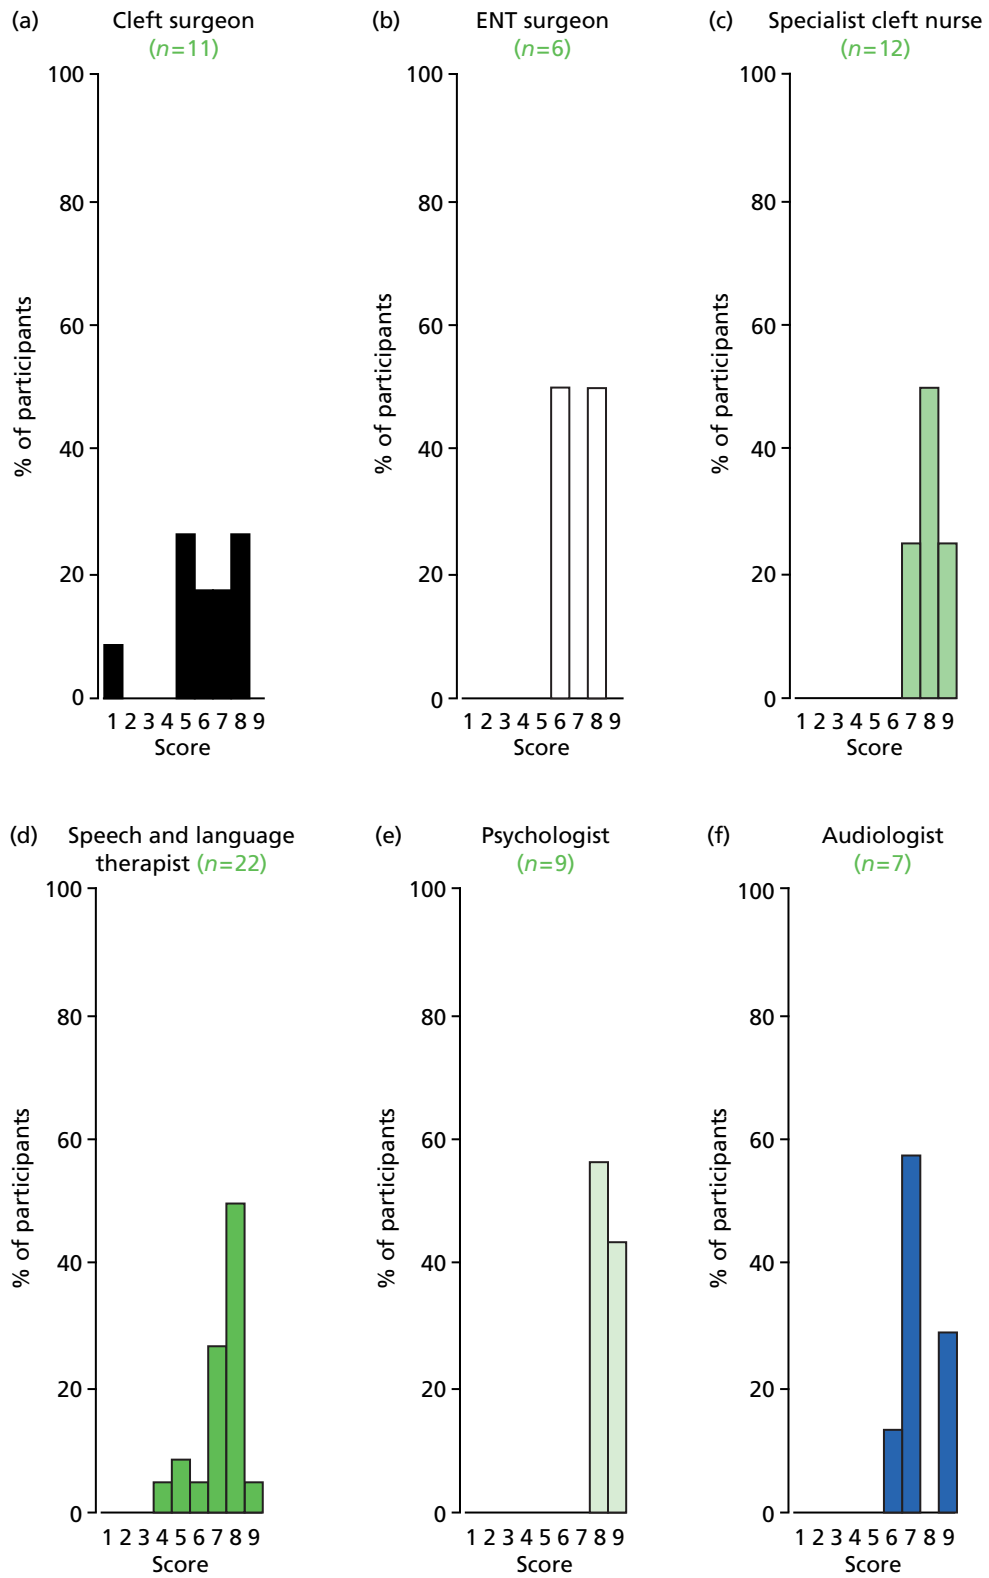 (a) Cleft surgeon
(n=11)
100
80
60
40
20
0
% of participants
1 2 3 4 5 6 7 8 9
Score
(b) ENT surgeon
(n=6)
100
80
60
40
20
0
% of participants
1 2 3 4 5 6 7 8 9
Score
(c) Specialist cleft nurse
(n=12)
100
80
60
40
20
0
% of participants
1 2 3 4 5 6 7 8 9
Score
(d) Speech and language
therapist (n=22)
100
80
60
40
20
0
% of participants
1 2 3 4 5 6 7 8 9
Score
(e) Psychologist
(n=9)
100
80
60
40
20
0
% of participants
1 2 3 4 5 6 7 8 9
Score
(f) Audiologist
(n=7)
100
80
60
40
20
0
% of participants
1 2 3 4 5 6 7 8 9
Score